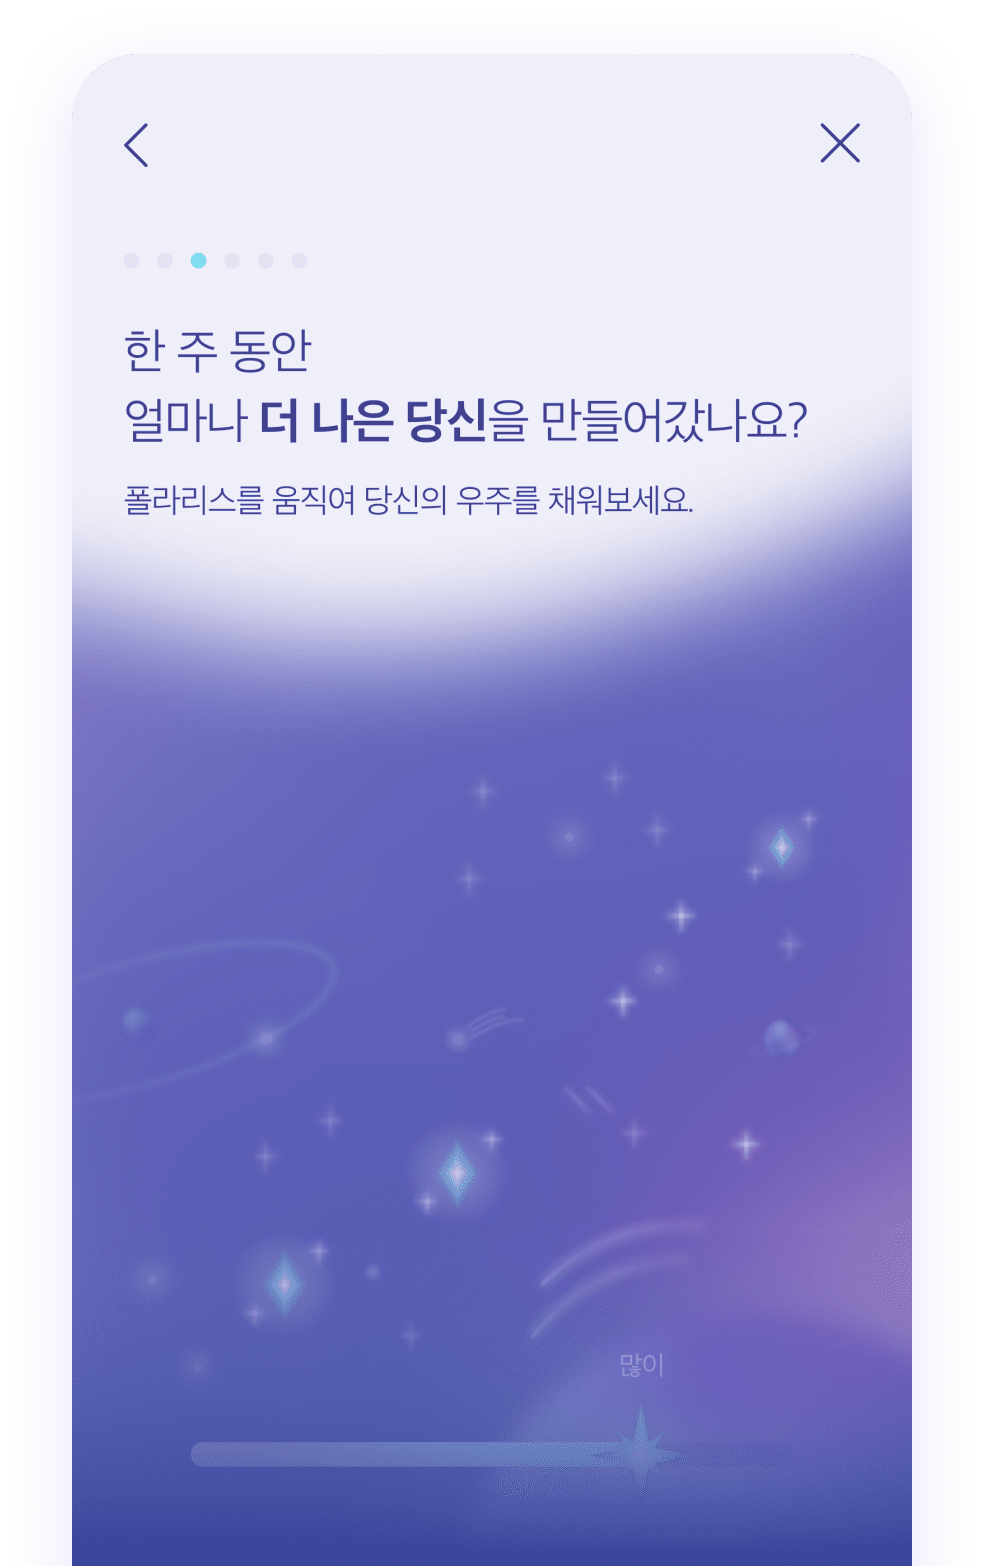 한 주 동안
얼마나 더 나은 당신을 만들어갔나요?
폴라리스를 움직여 당신의 우주를 채워보세요.
많이